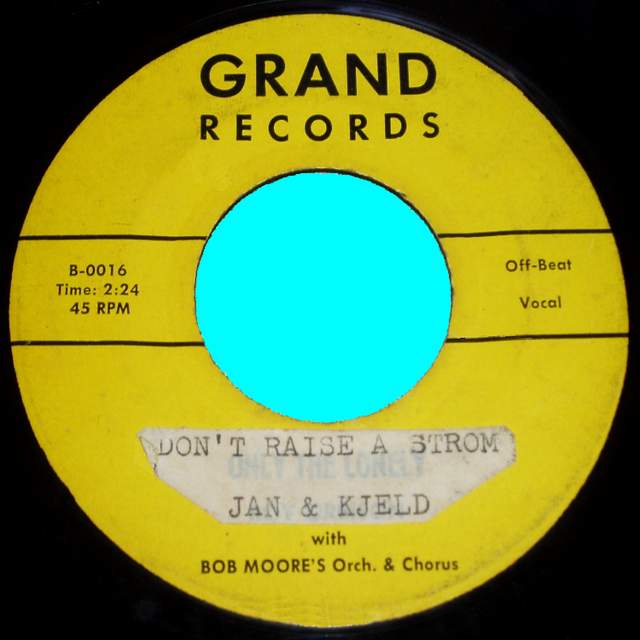 GRAND
RECORDS
B-0016
Time: 2:24
45 RPM
Off-Beat
Vocal
DON'T RAISE A STROM
ONLY THE LONELY
JAN & KJELD
with
BOB MOORE'S Orch. & Chorus